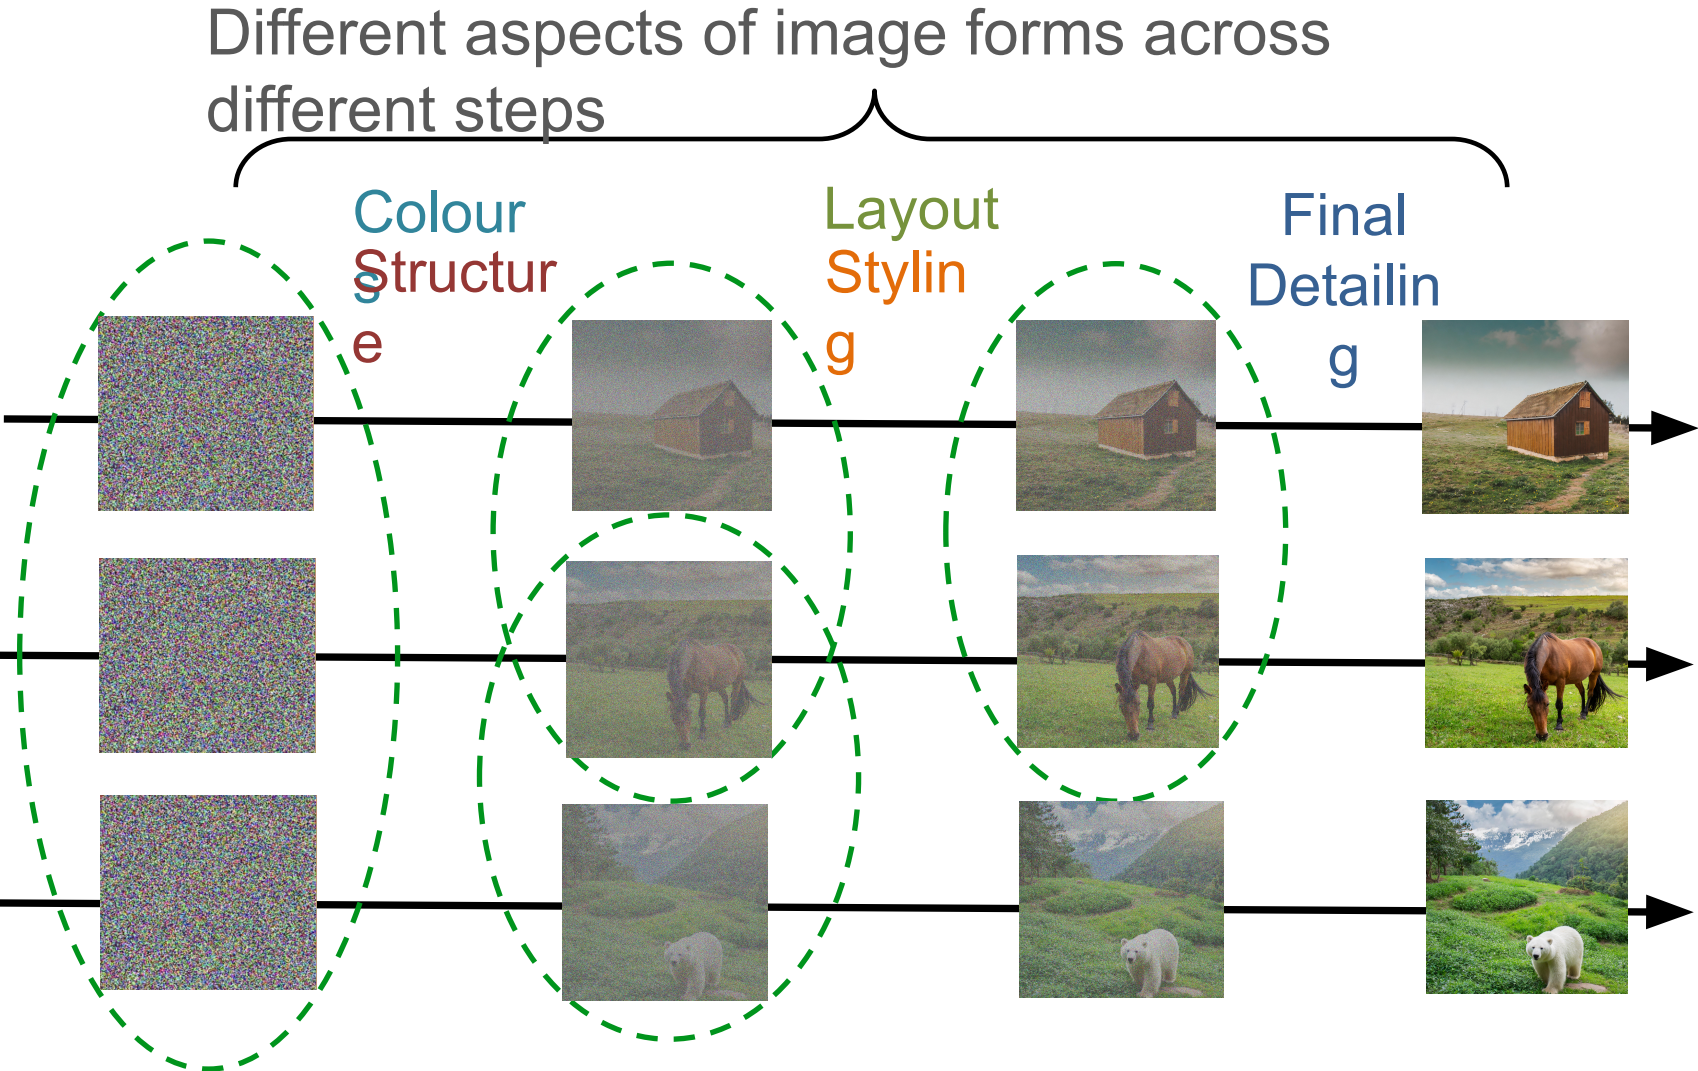 Different aspects of image forms across
different steps
Colour
s
Structur
e
Layout
Stylin
g
Final
Detailin
g